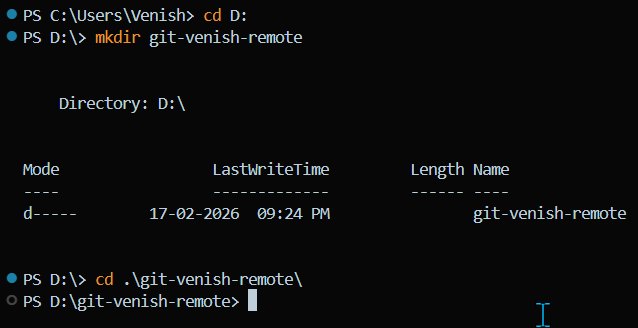 PS C:\Users\Venish> cd D:
PS D:\> mkdir git-venish-remote
Directory: D:\
Mode LastWriteTime Length Name
---- ------------- ------ ----
d----- 17-02-2026 09:24 PM git-venish-remote
PS D:\> cd .\git-venish-remote\
PS D:\git-venish-remote>